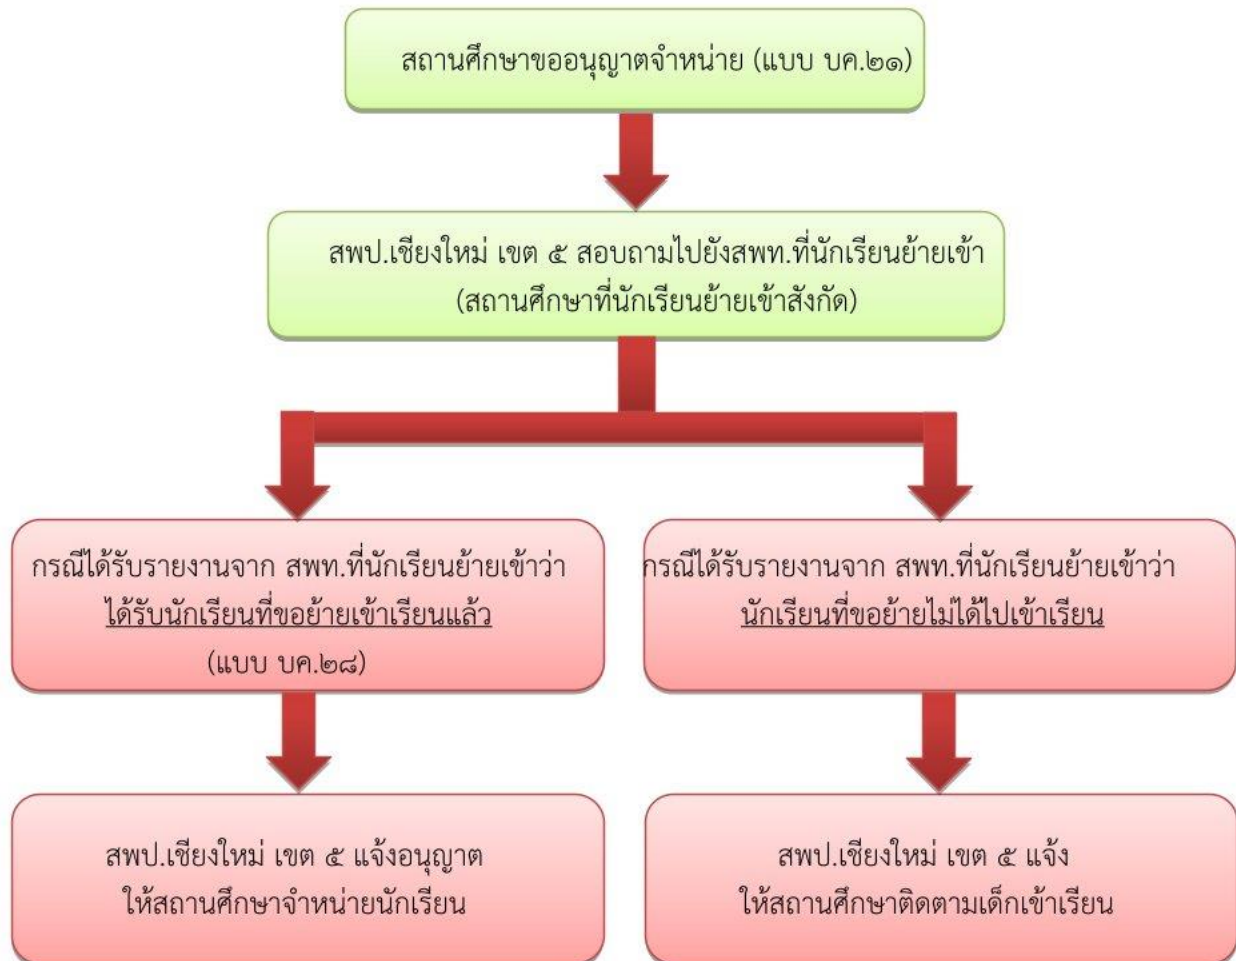 สถานศึกษาขออนุญาตจำหน่าย (แบบ บค.๒๑)
สพป.เชียงใหม่ เขต ๕ สอบถามไปยังสพท.ที่นักเรียนย้ายเข้า
(สถานศึกษาที่นักเรียนย้ายเข้าสังกัด)
กรณีได้รับรายงานจาก สพท.ที่นักเรียนย้ายเข้าว่า
ได้รับนักเรียนที่ขอย้ายเข้าเรียนแล้ว
(แบบ บค.๒๘)
กรณีได้รับรายงานจาก สพท.ที่นักเรียนย้ายเข้าว่า
นักเรียนที่ขอย้ายไม่ได้ไปเข้าเรียน
สพป.เชียงใหม่ เขต ๕ แจ้งอนุญาต
ให้สถานศึกษาจำหน่ายนักเรียน
สพป.เชียงใหม่ เขต ๕ แจ้ง
ให้สถานศึกษาติดตามเด็กเข้าเรียน